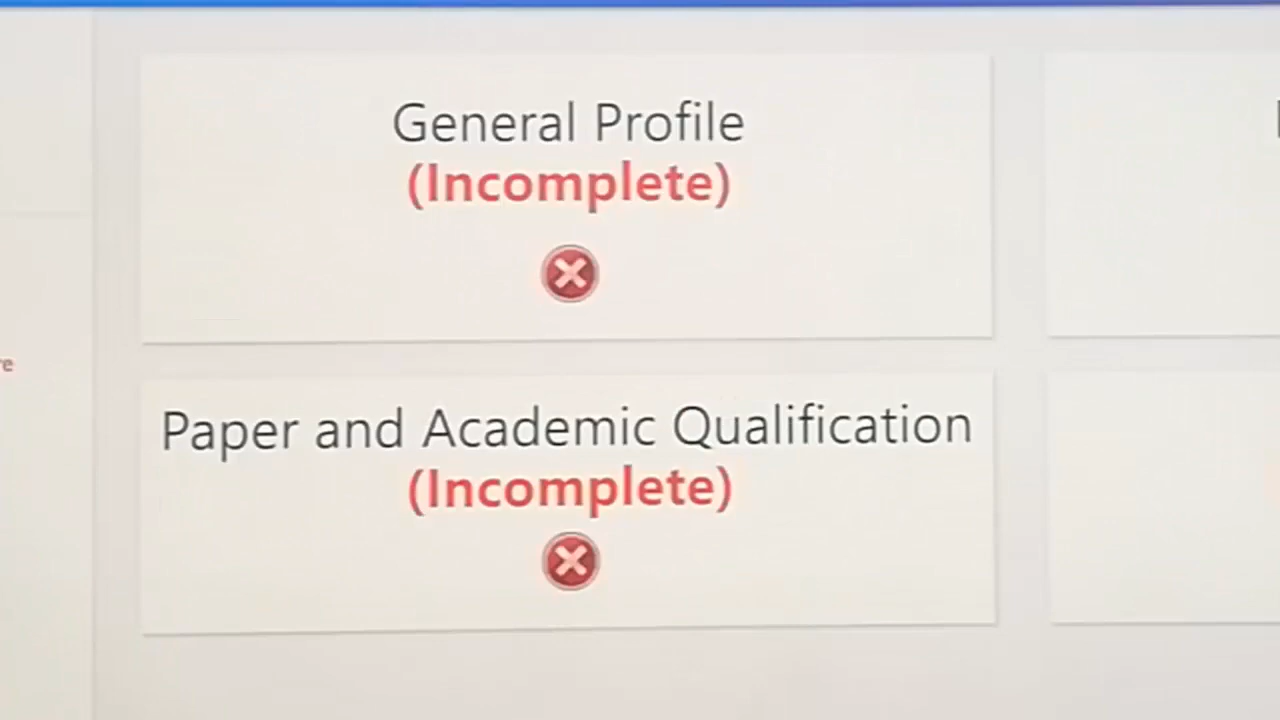 General Profile
(Incomplete)
Paper and Academic Qualification
(Incomplete)